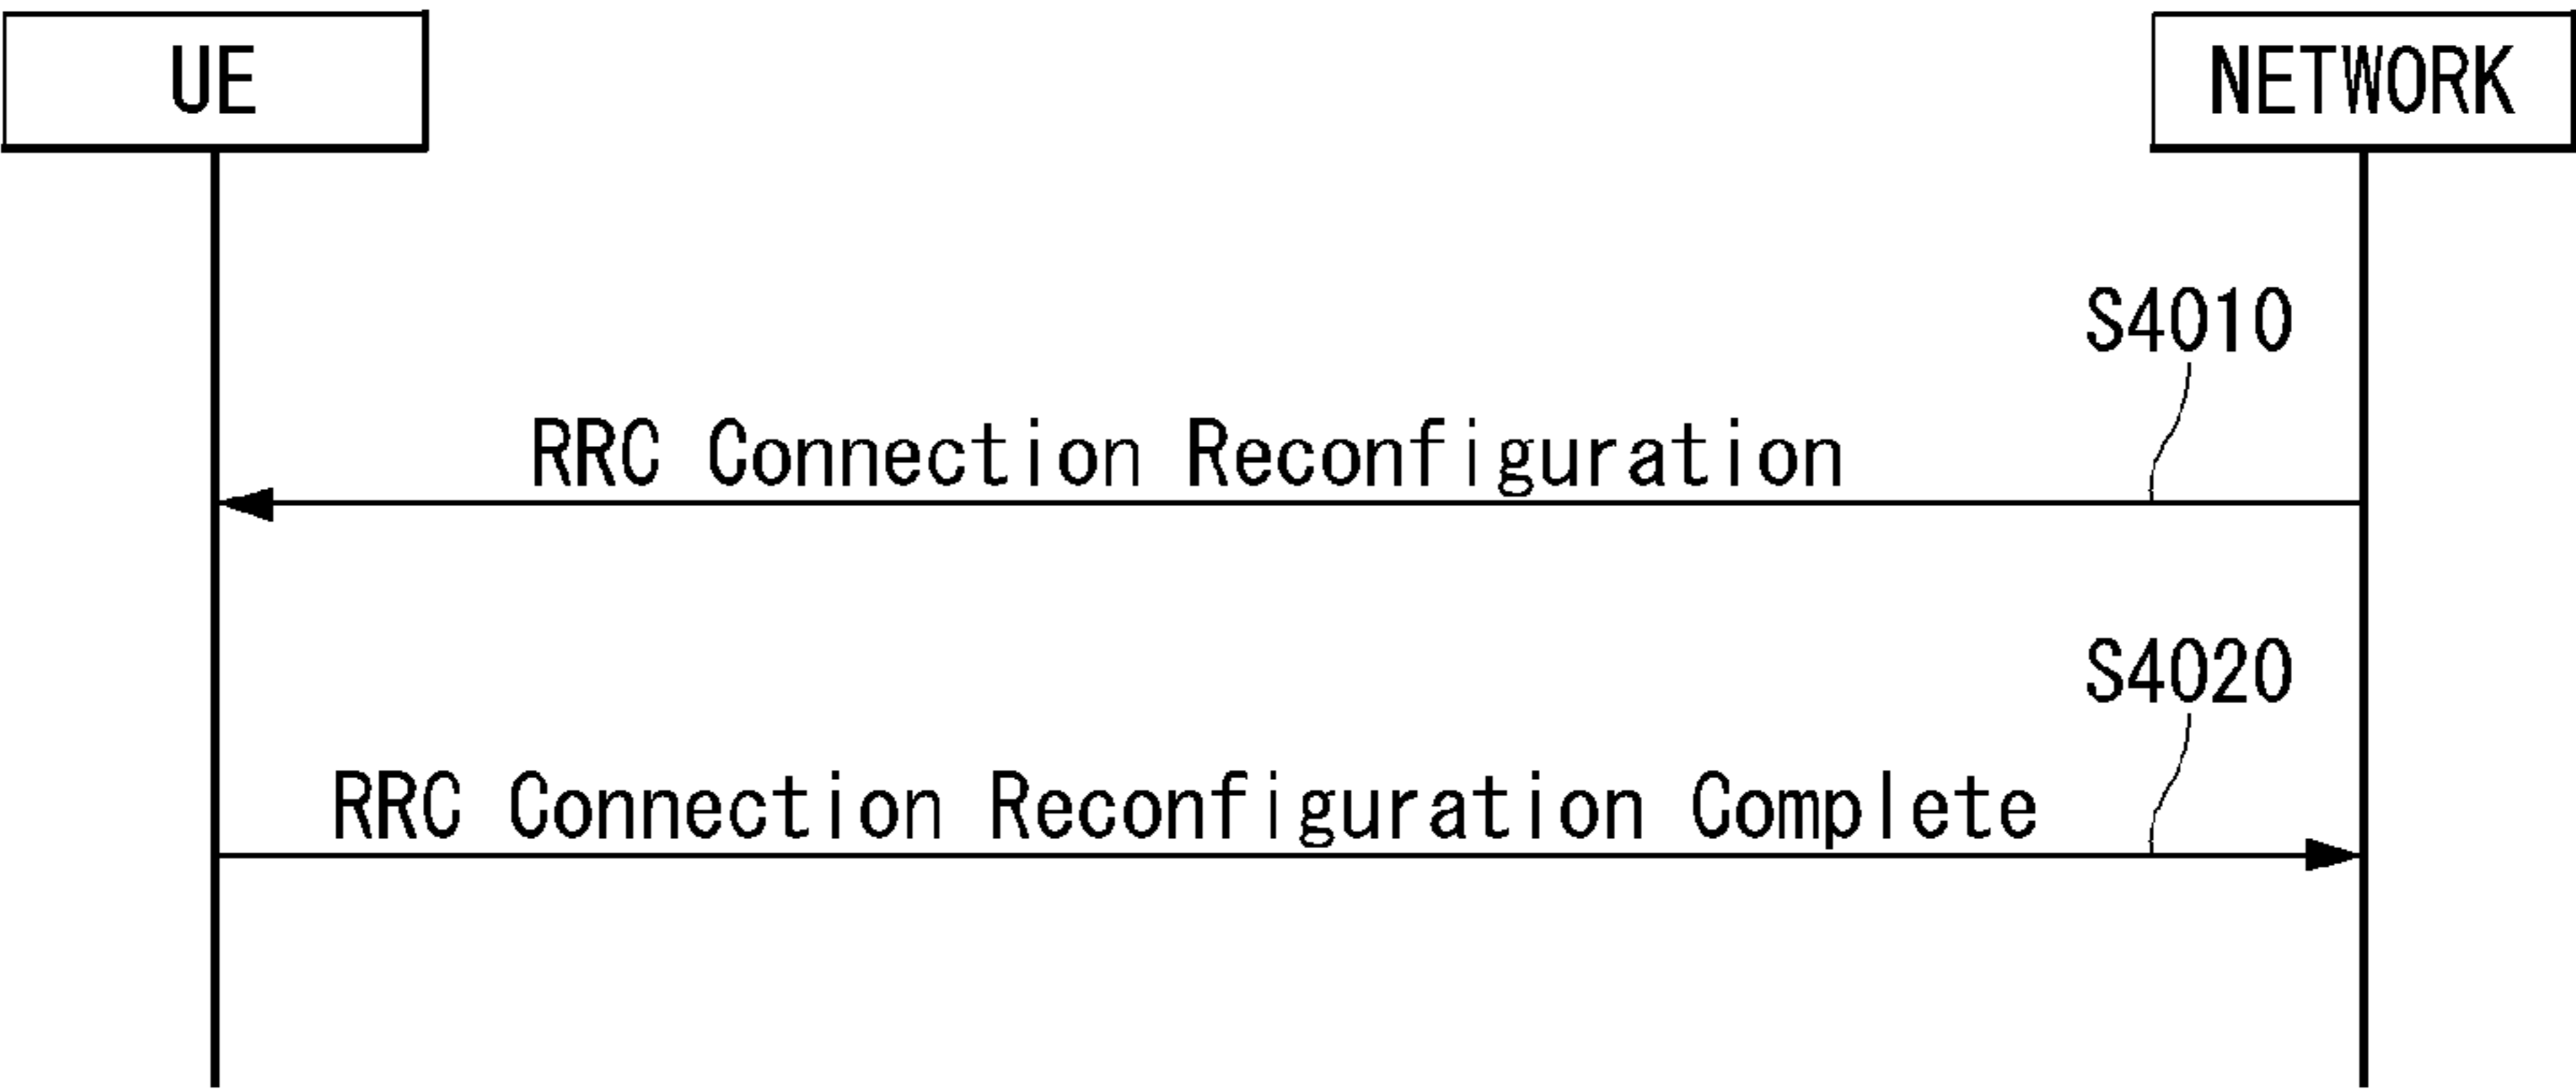 UE
NETWORK
S4010
RRC Connection Reconfiguration
S4020
RRC Connection Reconfiguration Complete